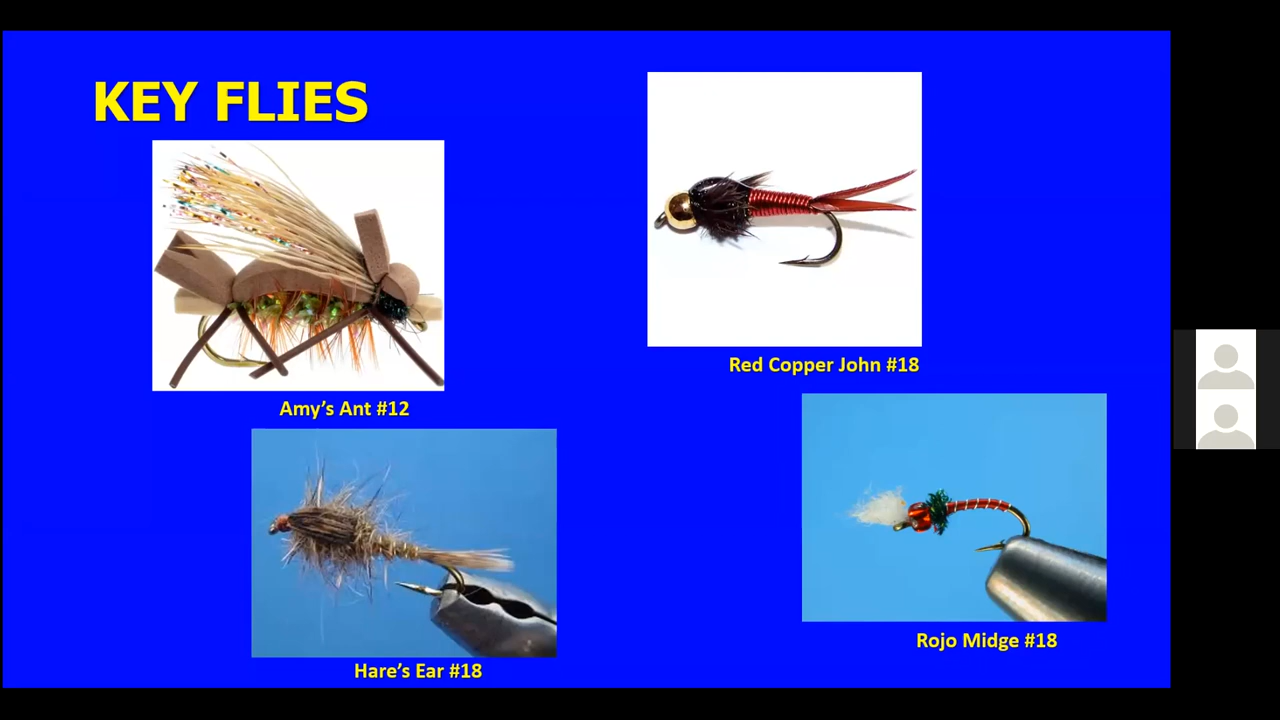 KEY FLIES
Amy’s Ant #12
Red Copper John #18
Hare’s Ear #18
Rojo Midge #18